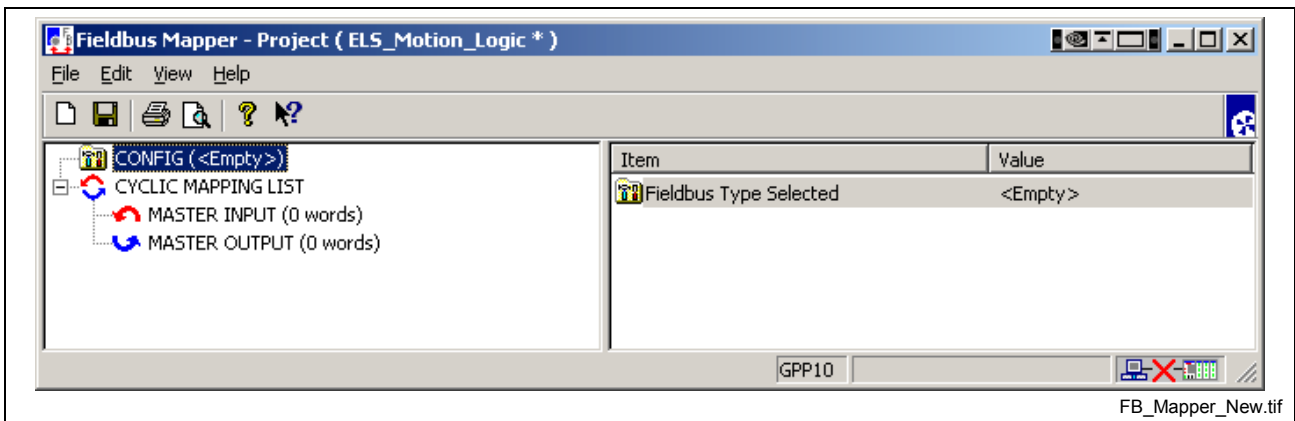 Fieldbus Mapper - Project ( ELS_Motion_Logic * )
File Edit View Help
CONFIG (<Empty>)
CYCLIC MAPPING LIST
MASTER INPUT (0 words)
MASTER OUTPUT (0 words)
Item Value
Fieldbus Type Selected <Empty>
GPP10
FB_Mapper_New.tif